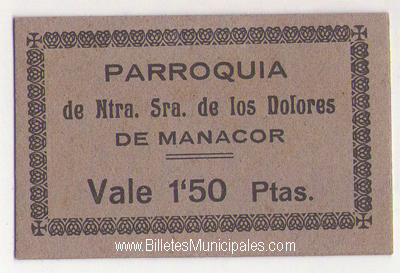 PARROQUIA
de Ntra. Sra. de los Dolores
DE MANACOR
Vale 1'50 Ptas.
www.BilletesMunicipales.com